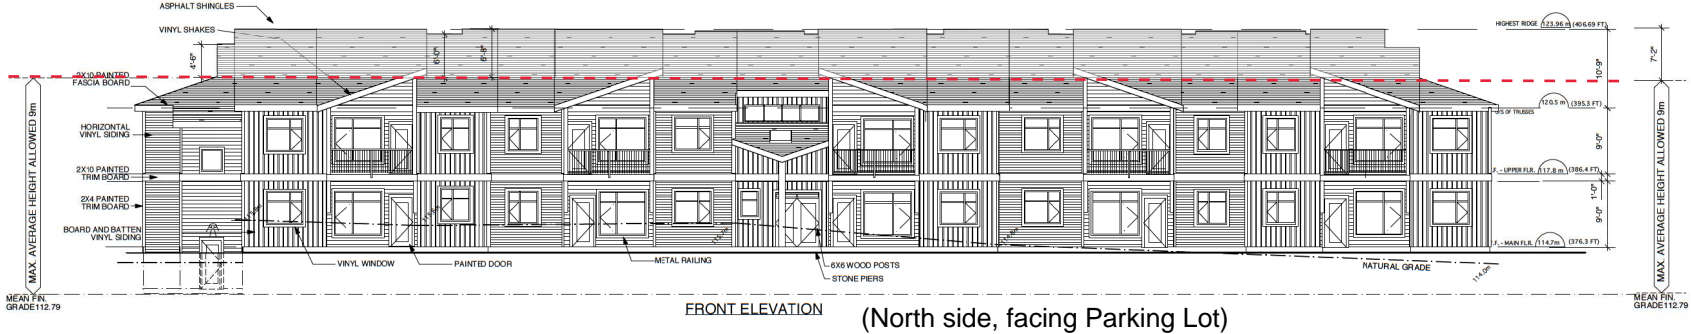 ASPHALT SHINGLES
VINYL SHAKES
4'-6"
6'-0"
6'-8"
2X10 PAINTED
FASCIA BOARD
HORIZONTAL
VINYL SIDING
2X10 PAINTED
TRIM BOARD
2X4 PAINTED
TRIM BOARD
BOARD AND BATTEN
VINYL SIDING
MAX. AVERAGE HEIGHT ALLOWED 9m
MEAN FIN.
GRADE112.79
VINYL WINDOW
PAINTED DOOR
METAL RAILING
6X6 WOOD POSTS
STONE PIERS
NATURAL GRADE
114.0m
HIGHEST RIDGE 123.96 m (406.69 FT)
7'-2"
10'-9"
120.5 m (395.3 FT)
U/S OF TRUSSES
9'-0"
F. - UPPER FLR. 117.8 m (386.4 FT)
1'-0"
9'-0"
F. - MAIN FLR. 114.7m (376.3 FT)
MAX. AVERAGE HEIGHT ALLOWED 9m
MEAN FIN.
GRADE112.79
FRONT ELEVATION
(North side, facing Parking Lot)